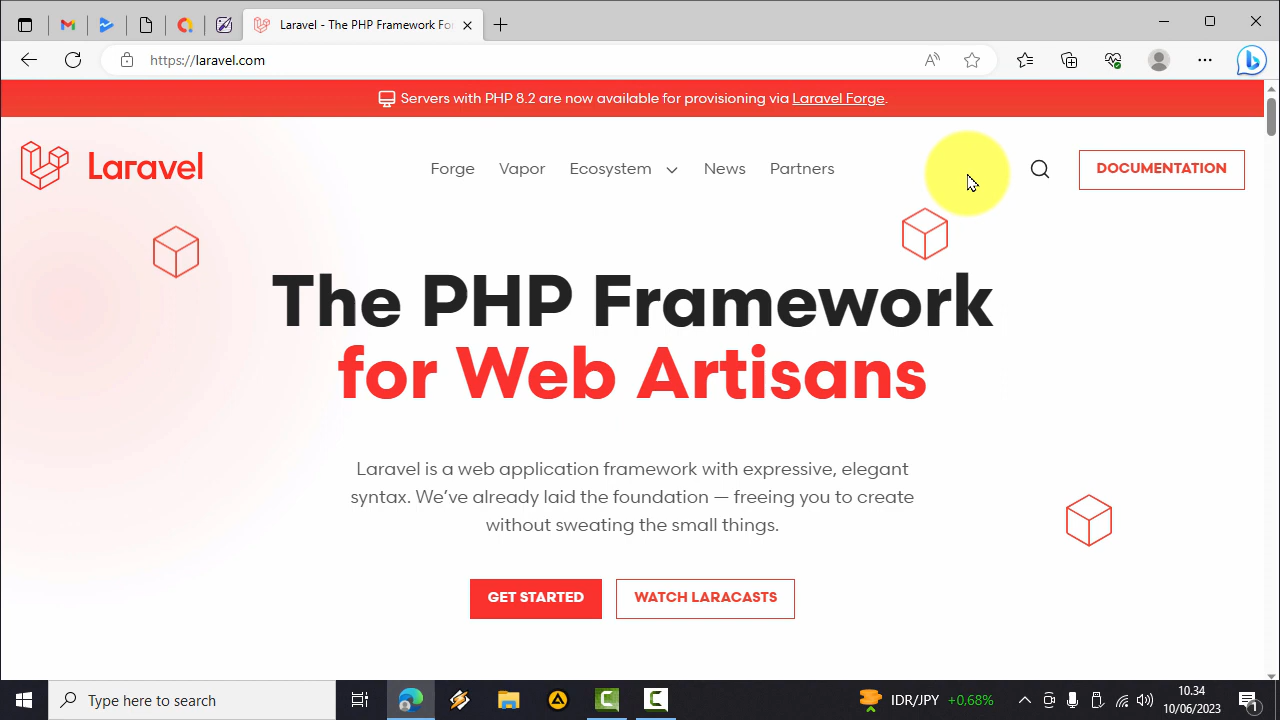 Laravel - The PHP Framework For
https://laravel.com
Servers with PHP 8.2 are now available for provisioning via Laravel Forge.
Laravel
Forge
Vapor
Ecosystem
News
Partners
DOCUMENTATION
The PHP Framework
for Web Artisans
Laravel is a web application framework with expressive, elegant
syntax. We've already laid the foundation — freeing you to create
without sweating the small things.
GET STARTED
WATCH LARACASTS
Type here to search
IDR/JPY
+0,68%
10.34
10/06/2023
1